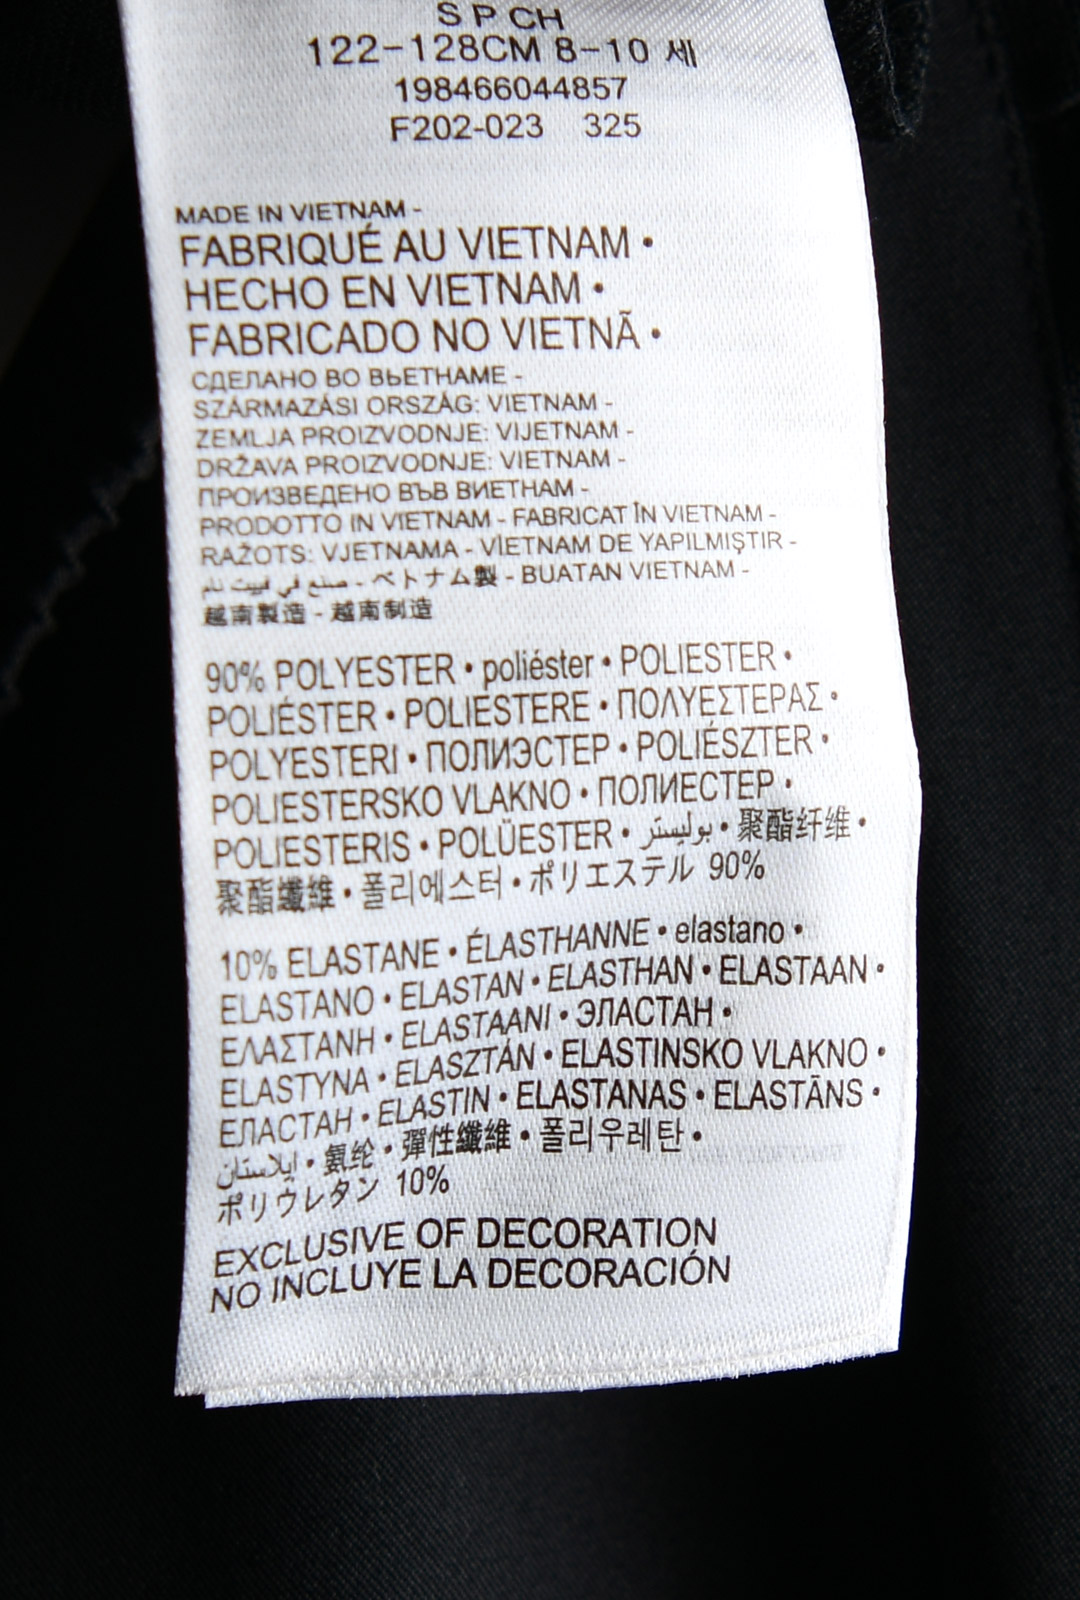 S P CH
122-128CM 8-10 세
198466044857
F202-023 325
MADE IN VIETNAM -
FABRIQUÉ AU VIETNAM •
HECHO EN VIETNAM •
FABRICADO NO VIETNÃ •
СДЕЛАНО ВО ВЬЕТНАМЕ -
SZÁRMAZÁSI ORSZÁG: VIETNAM -
ZEMLJA PROIZVODNJE: VIJETNAM -
DRŽAVA PROIZVODNJE: VIETNAM -
ПРОИЗВЕДЕНО ВЪВ ВИЕТНАМ -
PRODOTTO IN VIETNAM - FABRICAT ÎN VIETNAM -
RAŽOTS: VJETNAMA - VİETNAM DE YAPILMIŞTIR -
صنع في فييت نام - ベトナム製 - BUATAN VIETNAM -
越南製造 - 越南制造
90% POLYESTER • poliéster • POLIESTER •
POLIÉSTER • POLIESTERE • ΠΟΛΥΕΣΤΕΡΑΣ •
POLYESTERI • ПОЛИЭСТЕР • POLIÉSZTER •
POLIESTERSKO VLAKNO • ПОЛИЕСТЕР •
POLIESTERIS • POLÜESTER • بوليستر • 聚酯纤维 •
聚酯纖維 • 폴리에스터 • ポリエステル 90%
10% ELASTANE • ÉLASTHANNE • elastano •
ELASTANO • ELASTAN • ELASTHAN • ELASTAAN •
ΕΛΑΣΤΑΝΗ • ELASTAANI • ЭЛАСТАН •
ELASTYNA • ELASZTÁN • ELASTINSKO VLAKNO •
ЕЛАСТАН • ELASTIN • ELASTANAS • ELASTĀNS •
إيلاستان • 氨纶 • 彈性纖維 • 폴리우레탄 •
ポリウレタン 10%
EXCLUSIVE OF DECORATION
NO INCLUYE LA DECORACIÓN